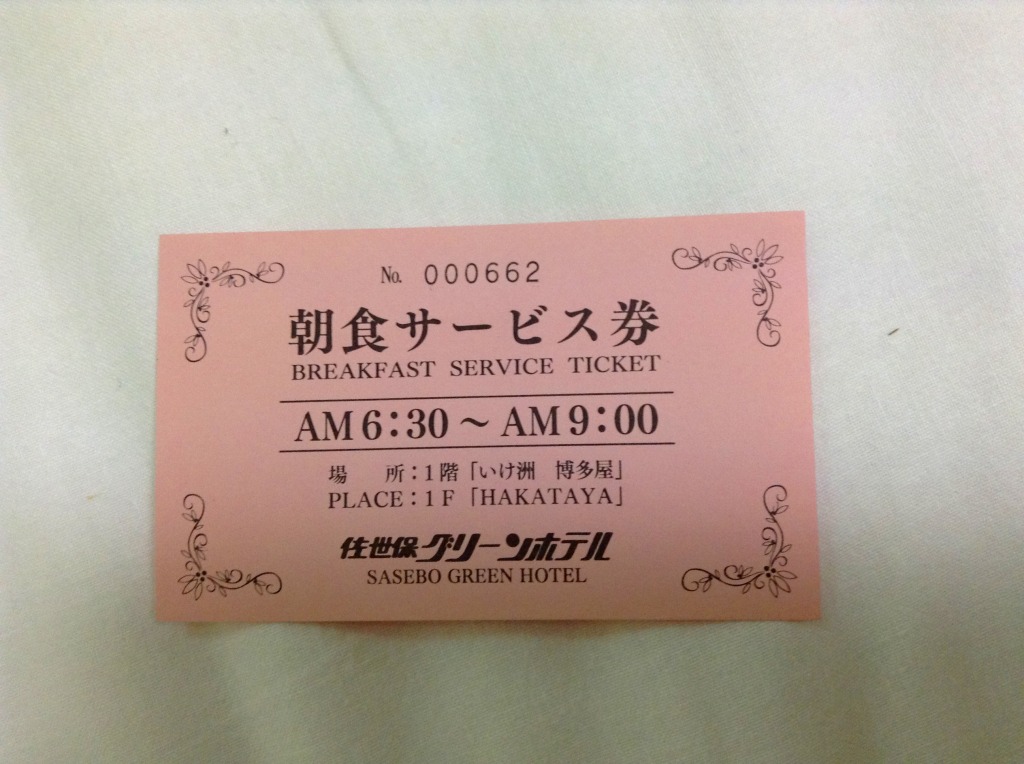 No. 000662
朝食サービス券
BREAKFAST SERVICE TICKET
AM6:30～AM9:00
場　所：1階「いけ洲　博多屋」
PLACE：1F「HAKATAYA」
佐世保グリーンホテル
SASEBO GREEN HOTEL